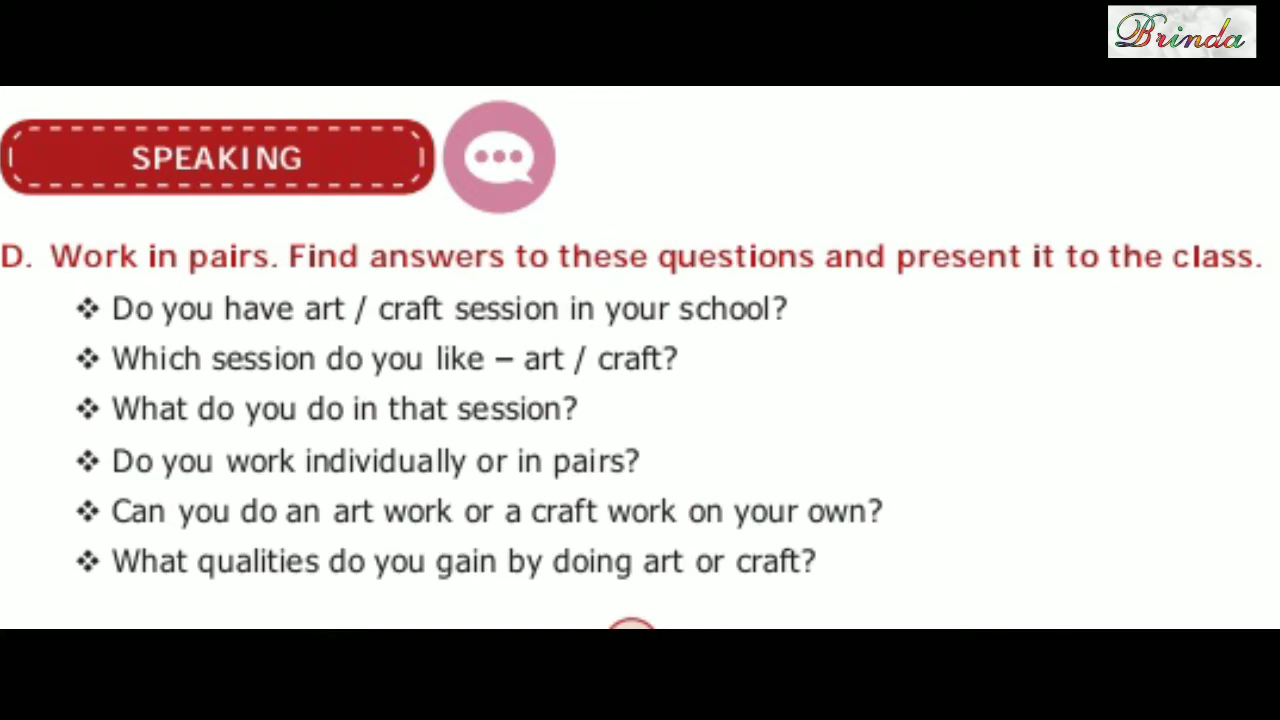 Brinda
SPEAKING
D. Work in pairs. Find answers to these questions and present it to the class.
❖ Do you have art / craft session in your school?
❖ Which session do you like – art / craft?
❖ What do you do in that session?
❖ Do you work individually or in pairs?
❖ Can you do an art work or a craft work on your own?
❖ What qualities do you gain by doing art or craft?